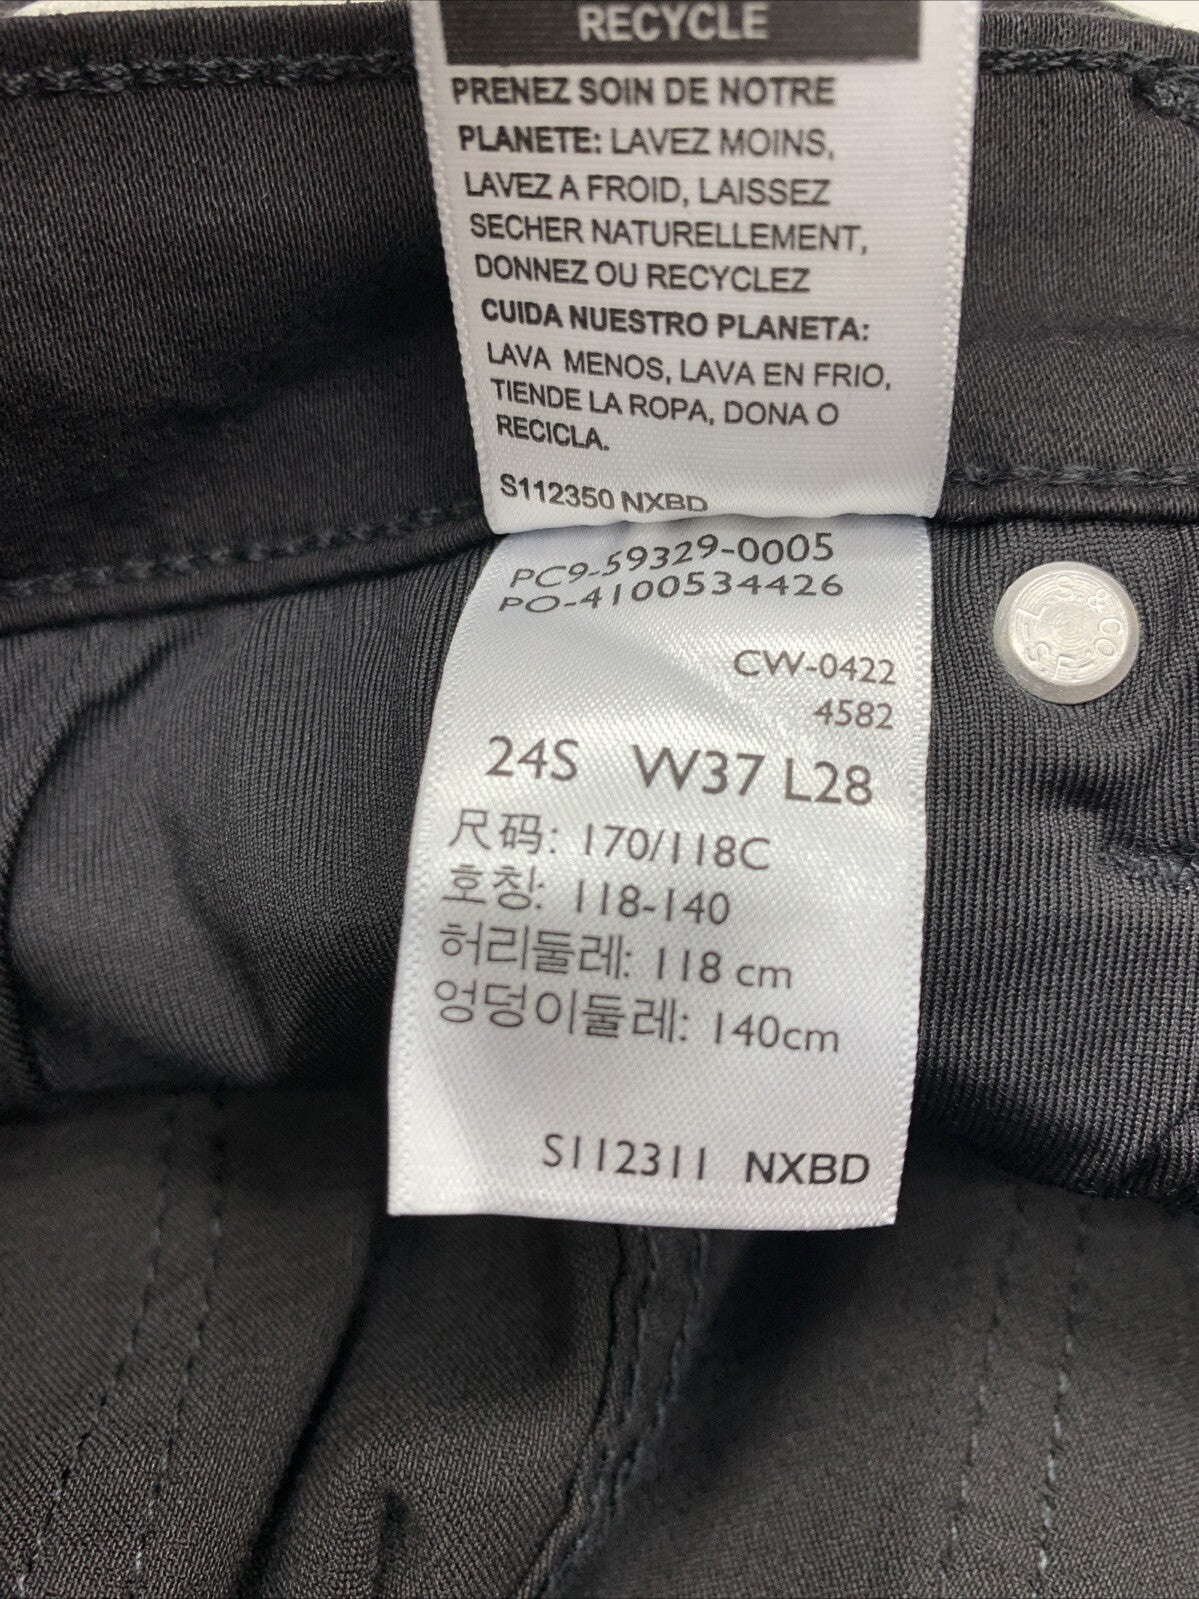 RECYCLE
PRENEZ SOIN DE NOTRE
PLANETE: LAVEZ MOINS,
LAVEZ A FROID, LAISSEZ
SECHER NATURELLEMENT,
DONNEZ OU RECYCLEZ
CUIDA NUESTRO PLANETA:
LAVA MENOS, LAVA EN FRIO,
TIENDE LA ROPA, DONA O
RECICLA.
S112350 NXBD
PC9-59329-0005
PO-4100534426
CW-0422
4582
24S W37 L28
尺码: 170/118C
호칭: 118-140
허리둘레: 118 cm
엉덩이둘레: 140cm
S112311 NXBD